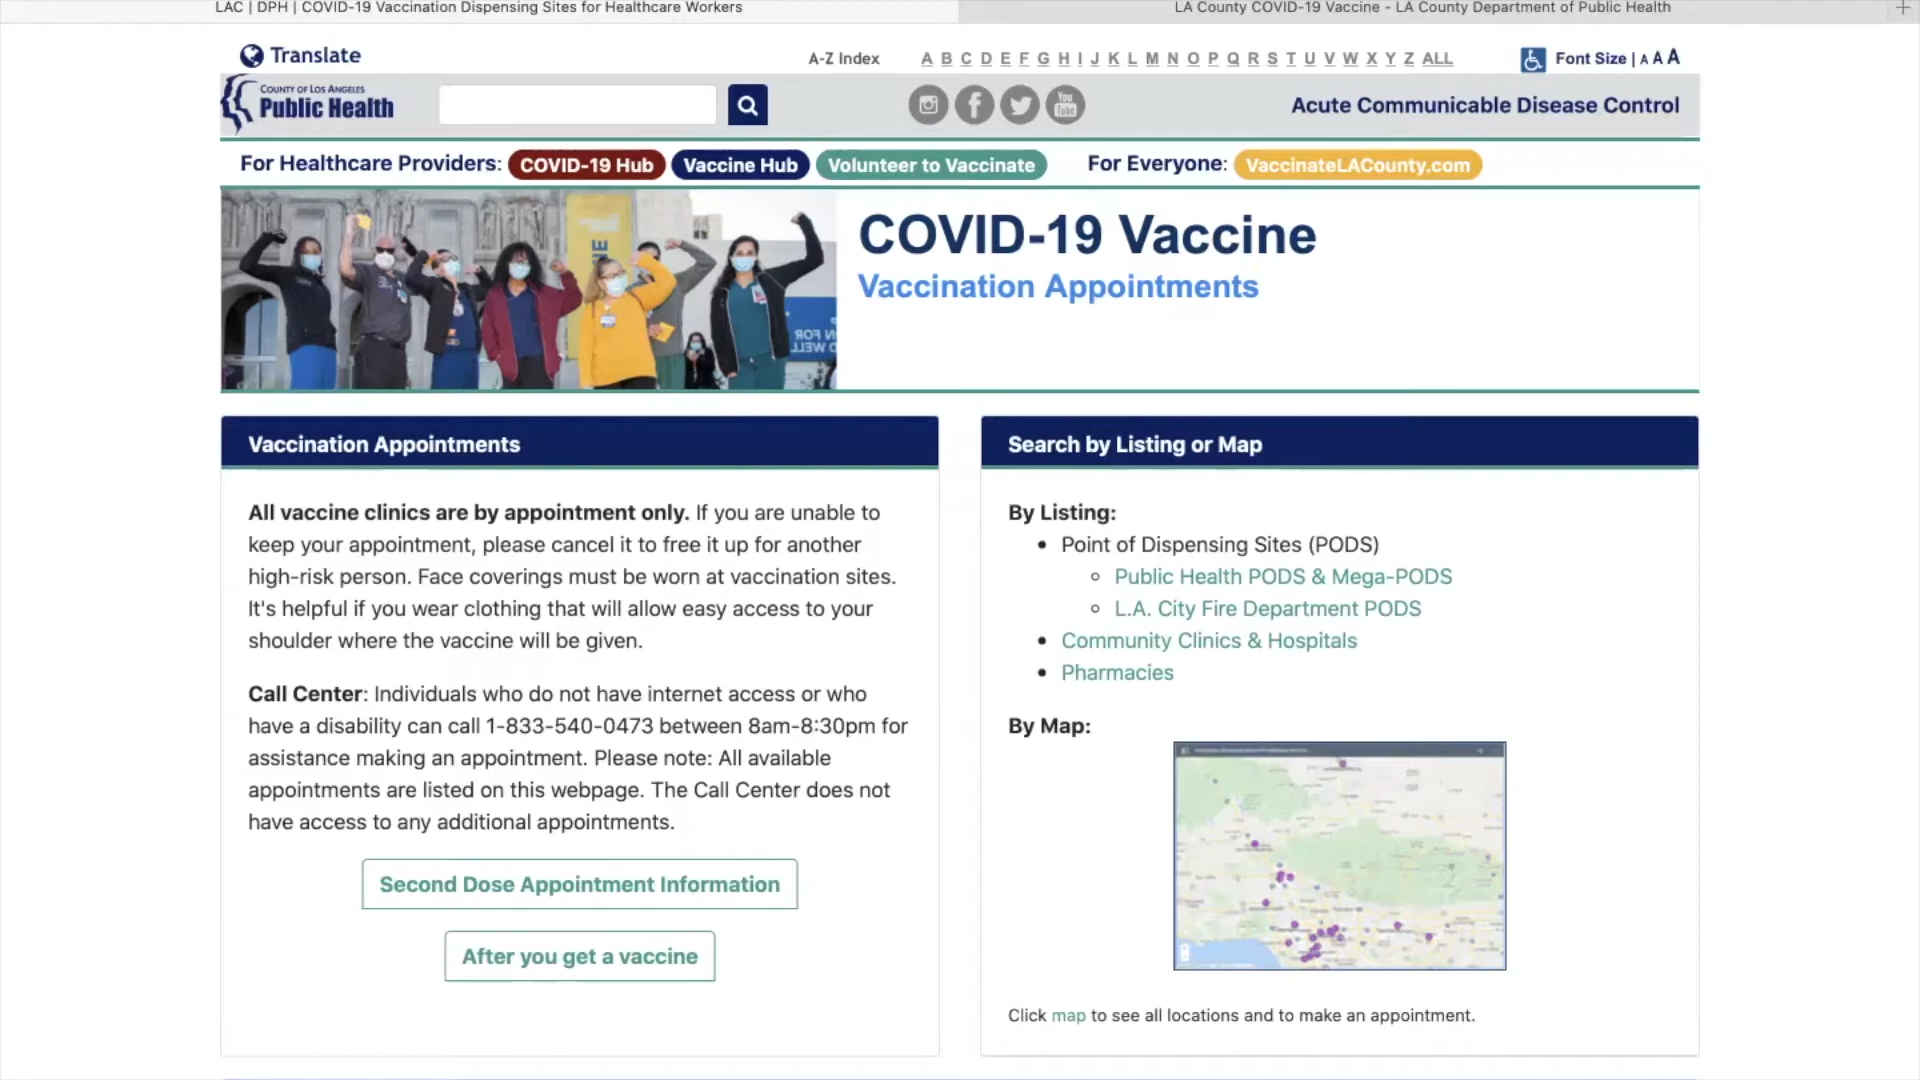 LAC | DPH | COVID-19 Vaccination Dispensing Sites for Healthcare Workers
LA County COVID-19 Vaccine - LA County Department of Public Health
Translate
A-Z Index
A B C D E F G H I J K L M N O P Q R S T U V W X Y Z ALL
Font Size | A A A
COUNTY OF LOS ANGELES
Public Health
You
Tube
Acute Communicable Disease Control
For Healthcare Providers: COVID-19 Hub Vaccine Hub Volunteer to Vaccinate
For Everyone: VaccinateLACounty.com
COVID-19 Vaccine
Vaccination Appointments
Vaccination Appointments
All vaccine clinics are by appointment only. If you are unable to
keep your appointment, please cancel it to free it up for another
high-risk person. Face coverings must be worn at vaccination sites.
It's helpful if you wear clothing that will allow easy access to your
shoulder where the vaccine will be given.
Call Center: Individuals who do not have internet access or who
have a disability can call 1-833-540-0473 between 8am-8:30pm for
assistance making an appointment. Please note: All available
appointments are listed on this webpage. The Call Center does not
have access to any additional appointments.
Second Dose Appointment Information
After you get a vaccine
Search by Listing or Map
By Listing:
• Point of Dispensing Sites (PODS)
◦ Public Health PODS & Mega-PODS
◦ L.A. City Fire Department PODS
• Community Clinics & Hospitals
• Pharmacies
By Map:
Click map to see all locations and to make an appointment.